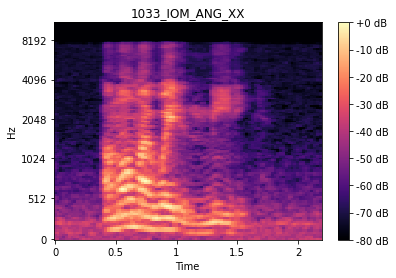 1033_IOM_ANG_XX
+0 dB
8192
-10 dB
4096
-20 dB
-30 dB
2048
Hz
-40 dB
1024
-50 dB
512
-60 dB
-70 dB
0
-80 dB
0
0.5
1
1.5
2
Time